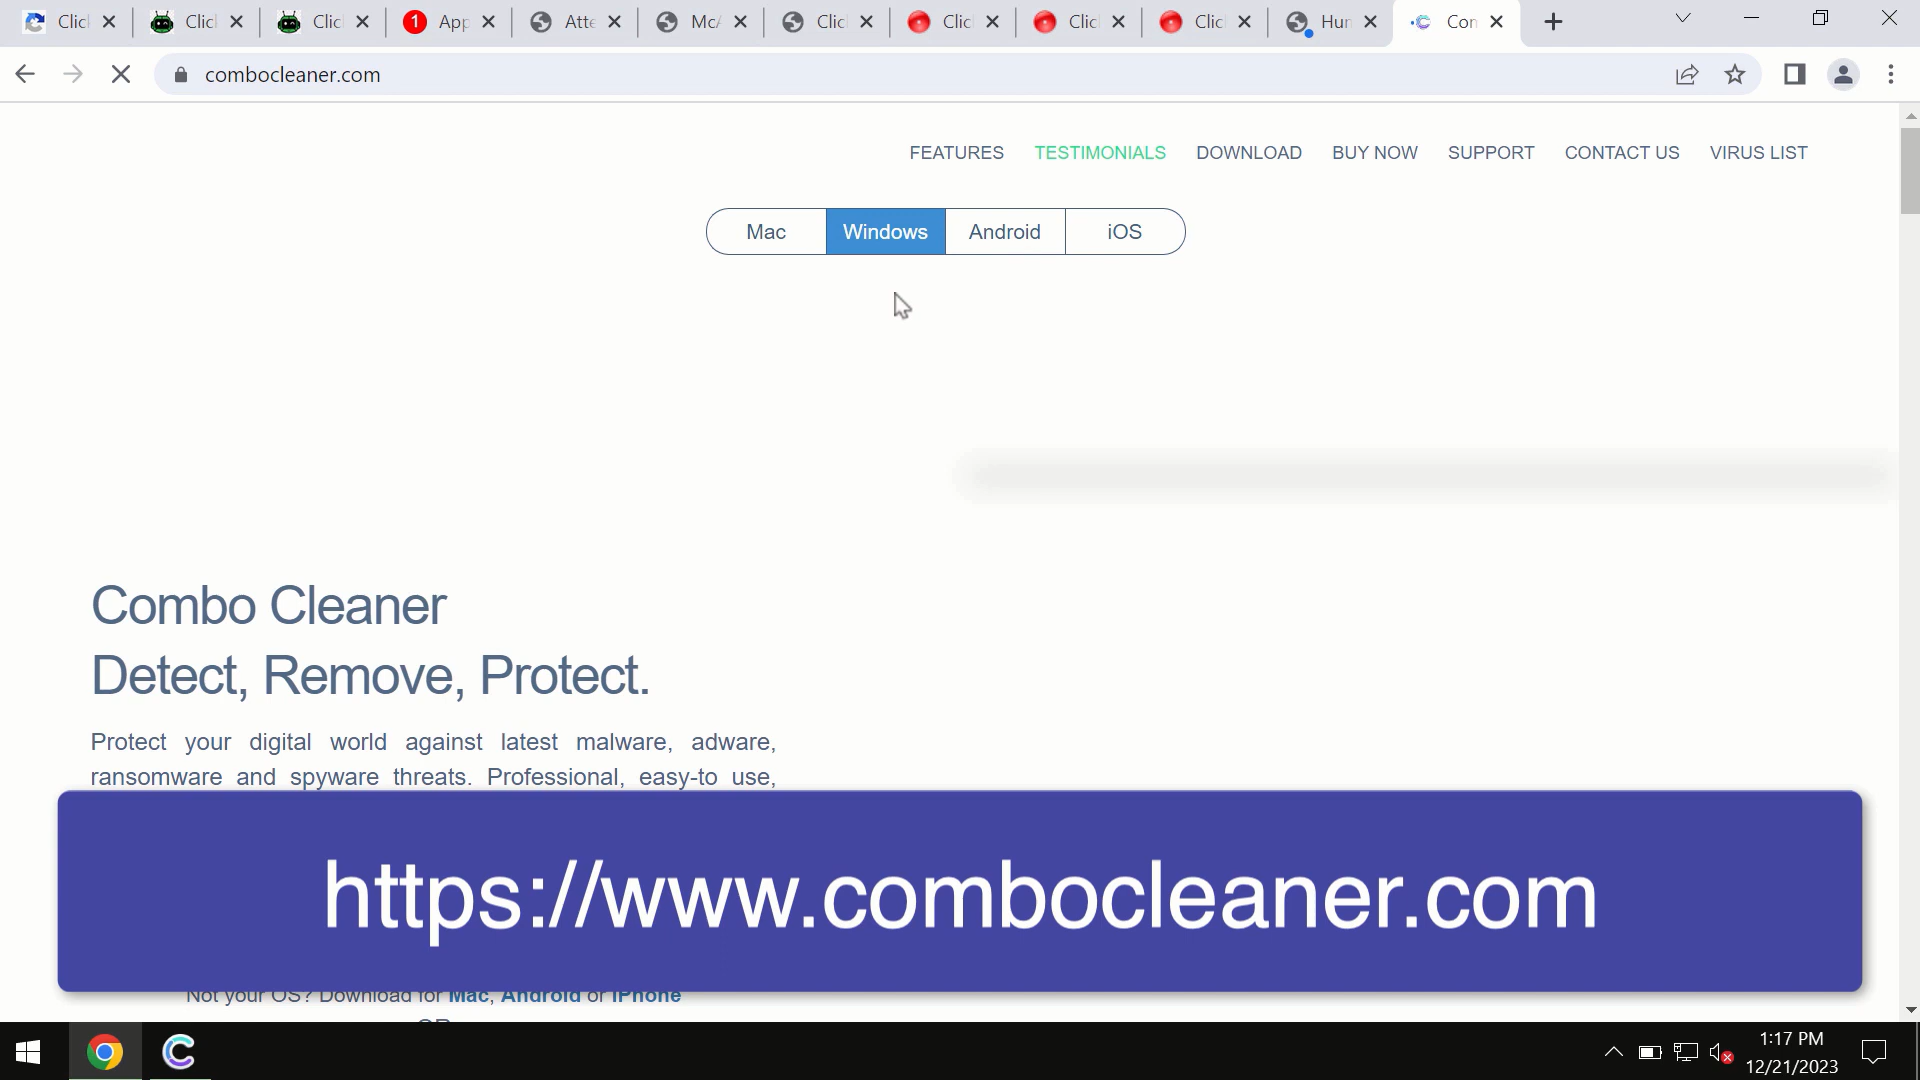 Clic
Clic
Clic
1 App
Atte
McA
Clic
Clic
Clic
Clic
Hur
Con
combocleaner.com
FEATURES TESTIMONIALS DOWNLOAD BUY NOW SUPPORT CONTACT US VIRUS LIST
Mac Windows Android iOS
Combo Cleaner
Detect, Remove, Protect.
Protect your digital world against latest malware, adware,
ransomware and spyware threats. Professional, easy-to use,
https://www.combocleaner.com
Not your OS? Download for Mac, Android or iPhone
OR
1:17 PM
12/21/2023